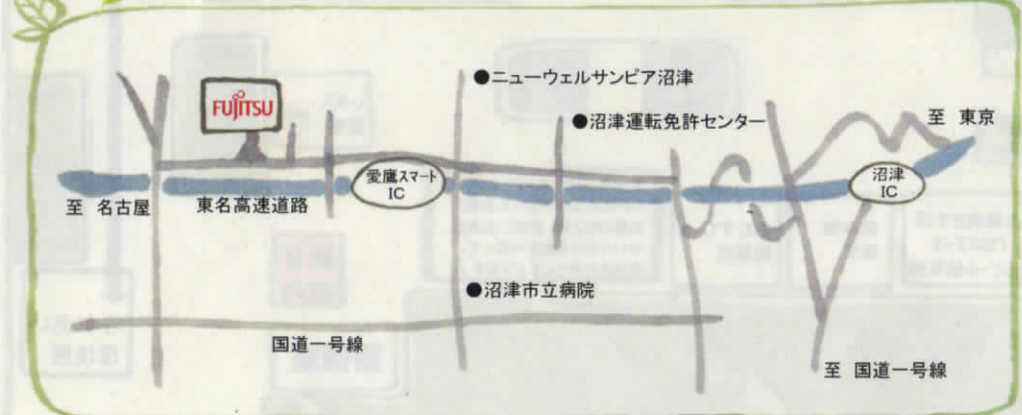 ●ニューウェルサンピア沼津
FUJITSU
●沼津運転免許センター
至 東京
愛鷹スマート
IC
沼津
IC
至 名古屋
東名高速道路
●沼津市立病院
国道一号線
至 国道一号線